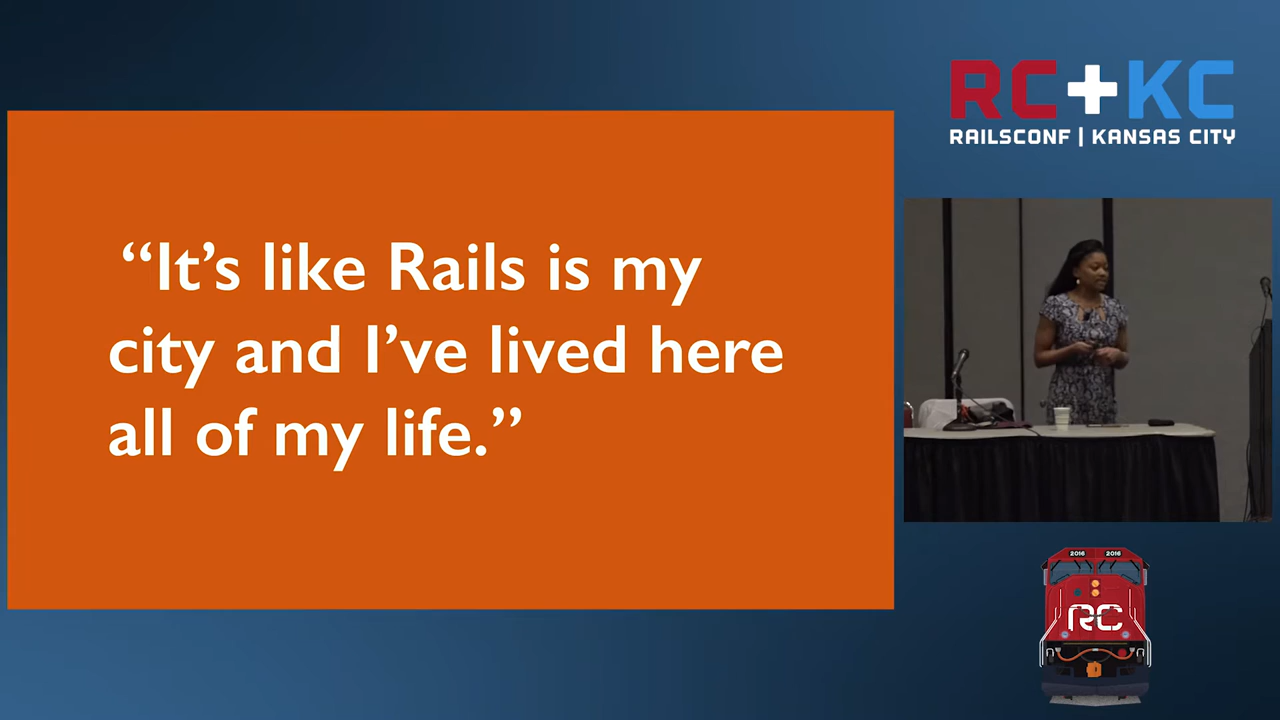 “It’s like Rails is my
city and I’ve lived here
all of my life.”
RC+KC
RAILSCONF | KANSAS CITY
2016 2016
RC